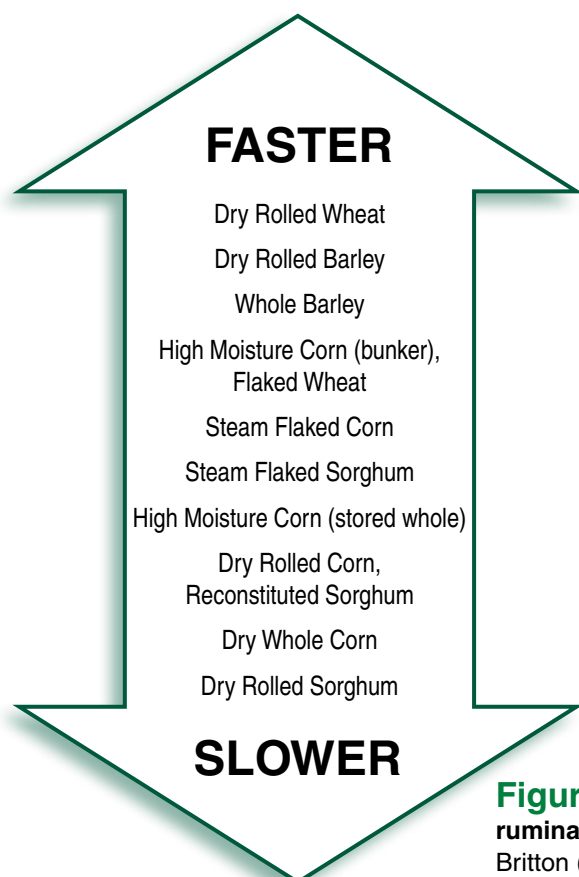 FASTER
Dry Rolled Wheat
Dry Rolled Barley
Whole Barley
High Moisture Corn (bunker),
Flaked Wheat
Steam Flaked Corn
Steam Flaked Sorghum
High Moisture Corn (stored whole)
Dry Rolled Corn,
Reconstituted Sorghum
Dry Whole Corn
Dry Rolled Sorghum
SLOWER
Britton